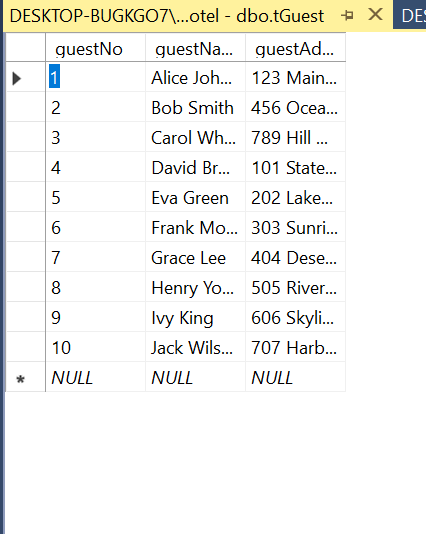 DESKTOP-BUGKGO7\...otel - dbo.tGuest DES
guestNo guestNa... guestAd...
1 Alice Joh... 123 Main...
2 Bob Smith 456 Ocea...
3 Carol Wh... 789 Hill ...
4 David Br... 101 State...
5 Eva Green 202 Lake...
6 Frank Mo... 303 Sunri...
7 Grace Lee 404 Dese...
8 Henry Yo... 505 River...
9 Ivy King 606 Skyli...
10 Jack Wils... 707 Harb...
NULL NULL NULL